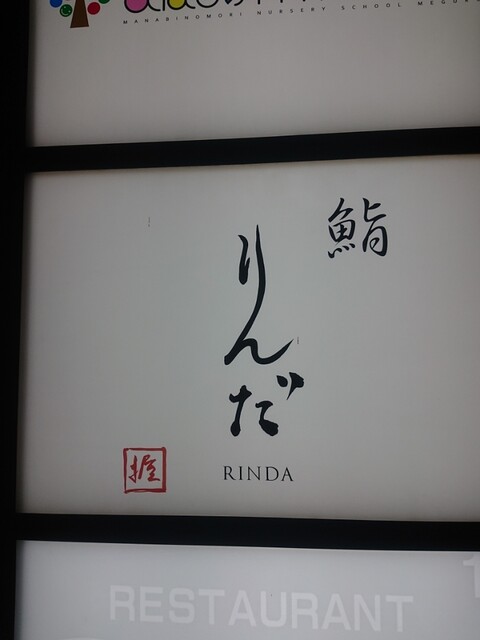 MANABINOMORI NURSERY SCHOOL MEGURO
鮨
りんだ
RINDA
握
RESTAURANT